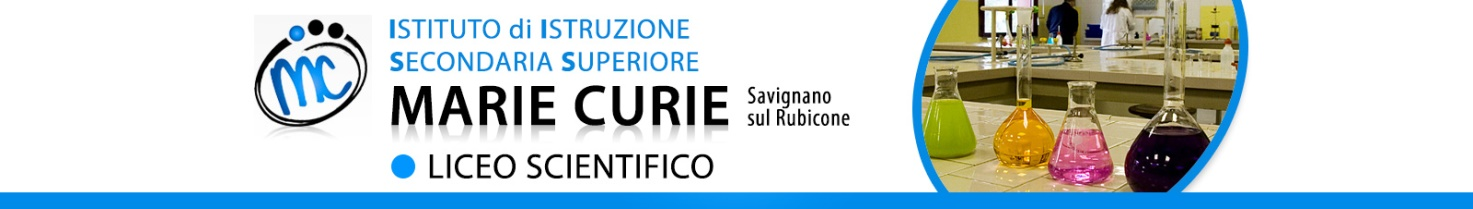 mc
ISTITUTO di ISTRUZIONE
SECONDARIA SUPERIORE
MARIE CURIE
Savignano
sul Rubicone
LICEO SCIENTIFICO